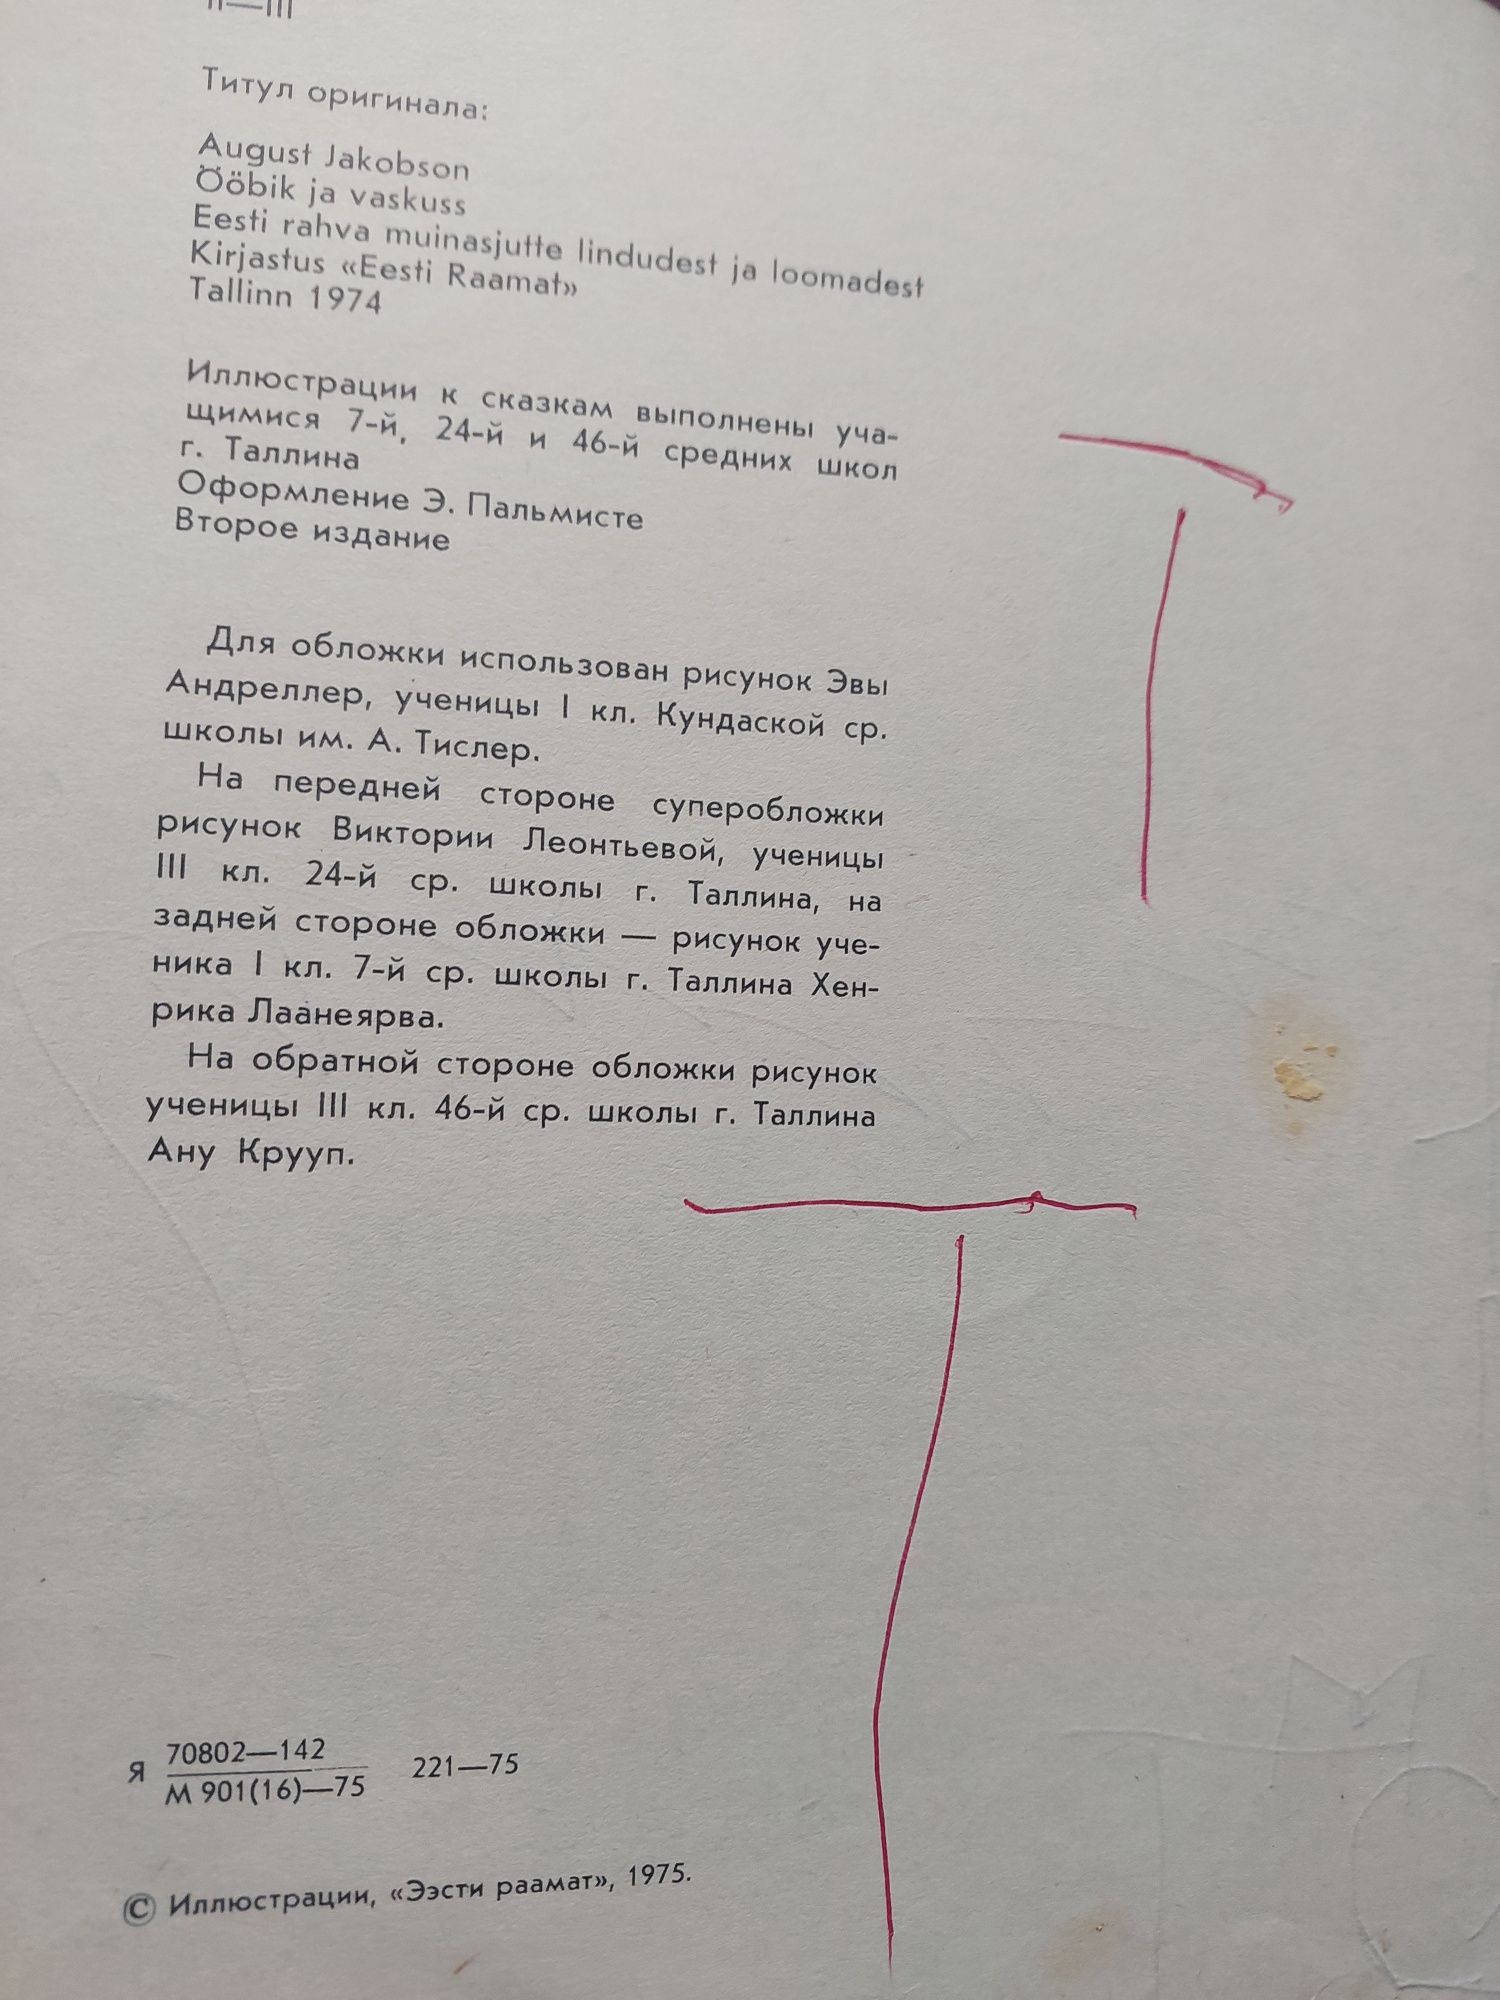 II—III
Титул оригинала:
August Jakobson
Ööbik ja vaskuss
Eesti rahva muinasjutte lindudest ja loomadest
Kirjastus «Eesti Raamat»
Tallinn 1974
Иллюстрации к сказкам выполнены уча-
щимися 7-й, 24-й и 46-й средних школ
г. Таллина
Оформление Э. Пальмисте
Второе издание
Для обложки использован рисунок Эвы
Андреллер, ученицы I кл. Кундаской ср.
школы им. А. Тислер.
На передней стороне суперобложки
рисунок Виктории Леонтьевой, ученицы
III кл. 24-й ср. школы г. Таллина, на
задней стороне обложки — рисунок уче-
ника I кл. 7-й ср. школы г. Таллина Хен-
рика Лаанеярва.
На обратной стороне обложки рисунок
ученицы III кл. 46-й ср. школы г. Таллина
Ану Крууп.
Я 70802—142
М 901(16)—75 221—75
© Иллюстрации, «Ээсти раамат», 1975.